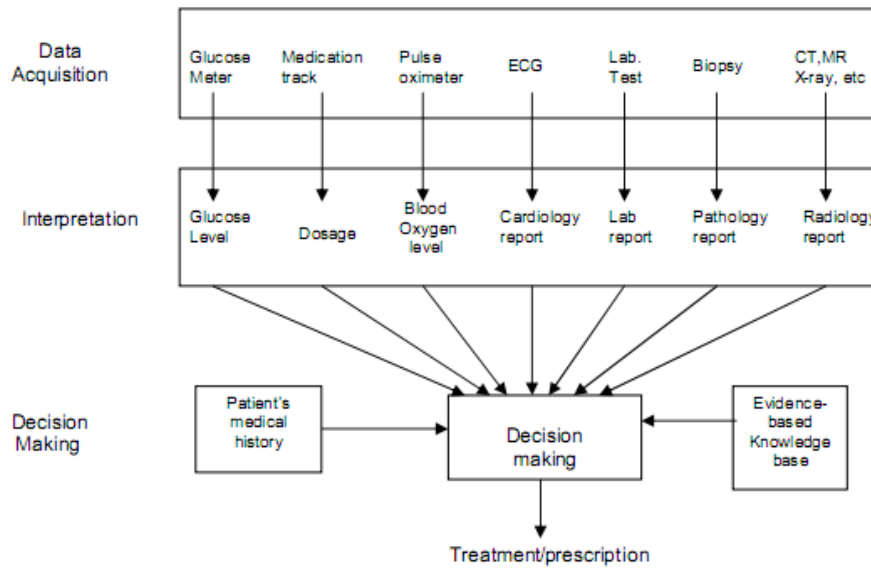 Data
Acquisition
Glucose
Meter
Medication
track
Pulse
oximeter
ECG
Lab.
Test
Biopsy
CT,MR
X-ray, etc
Interpretation
Glucose
Level
Dosage
Blood
Oxygen
level
Cardiology
report
Lab
report
Pathology
report
Radiology
report
Decision
Making
Patient's
medical
history
Decision
making
Evidence-
based
Knowledge
base
Treatment/prescription